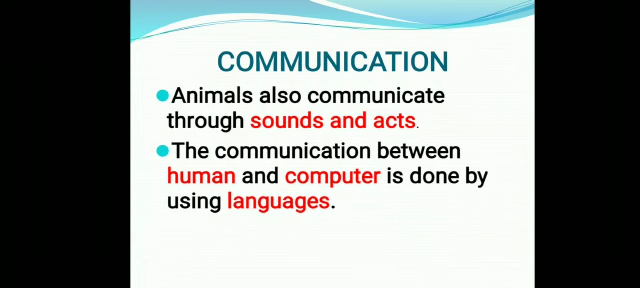 COMMUNICATION
Animals also communicate
through sounds and acts.
The communication between
human and computer is done by
using languages.